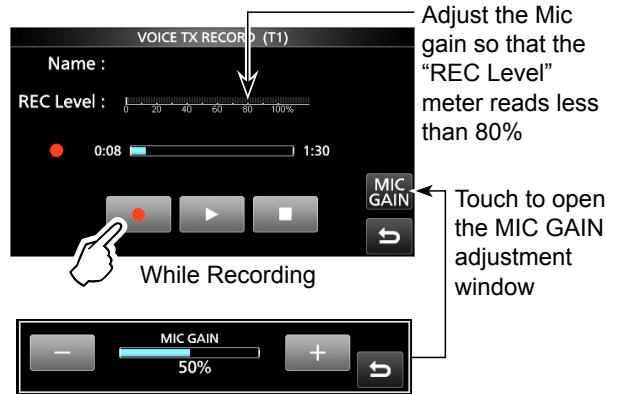 VOICE TX RECORD (T1)
Name :
REC Level :
0 20 40 60 80 100%
0:08 1:30
MIC
GAIN
While Recording
Adjust the Mic
gain so that the
“REC Level”
meter reads less
than 80%
Touch to open
the MIC GAIN
adjustment
window
MIC GAIN
− +
50%